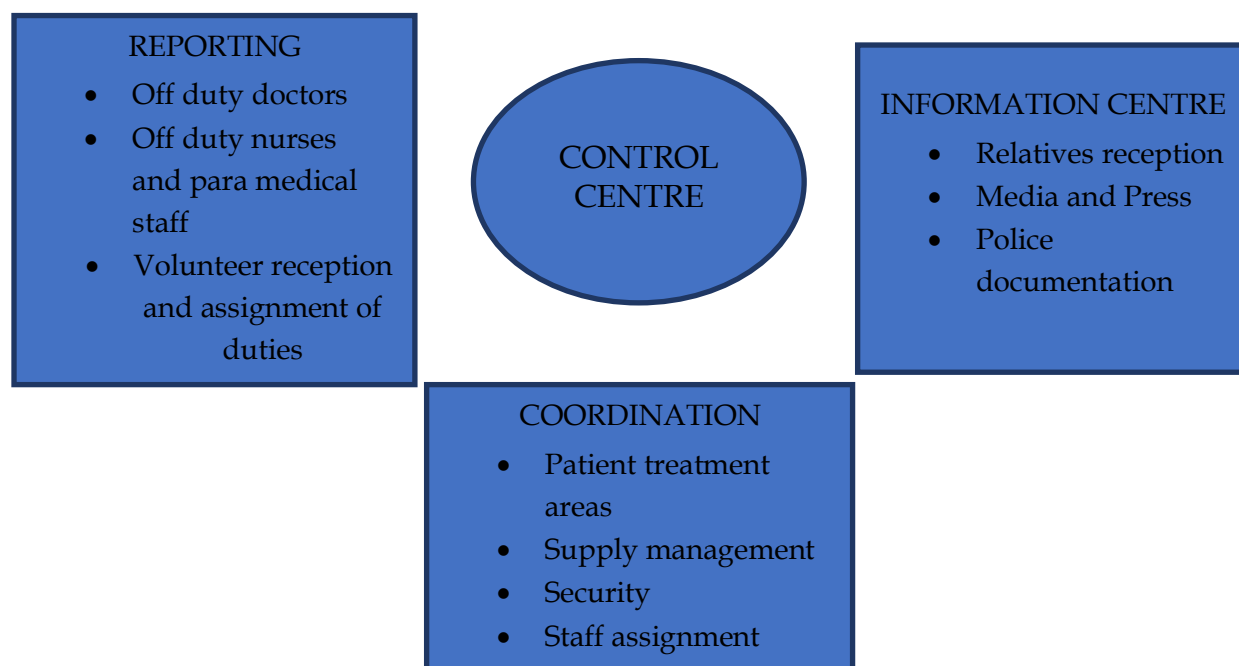 REPORTING
• Off duty doctors
• Off duty nurses
and para medical
staff
• Volunteer reception
and assignment of
duties
CONTROL
CENTRE
INFORMATION CENTRE
• Relatives reception
• Media and Press
• Police
documentation
COORDINATION
• Patient treatment
areas
• Supply management
• Security
• Staff assignment